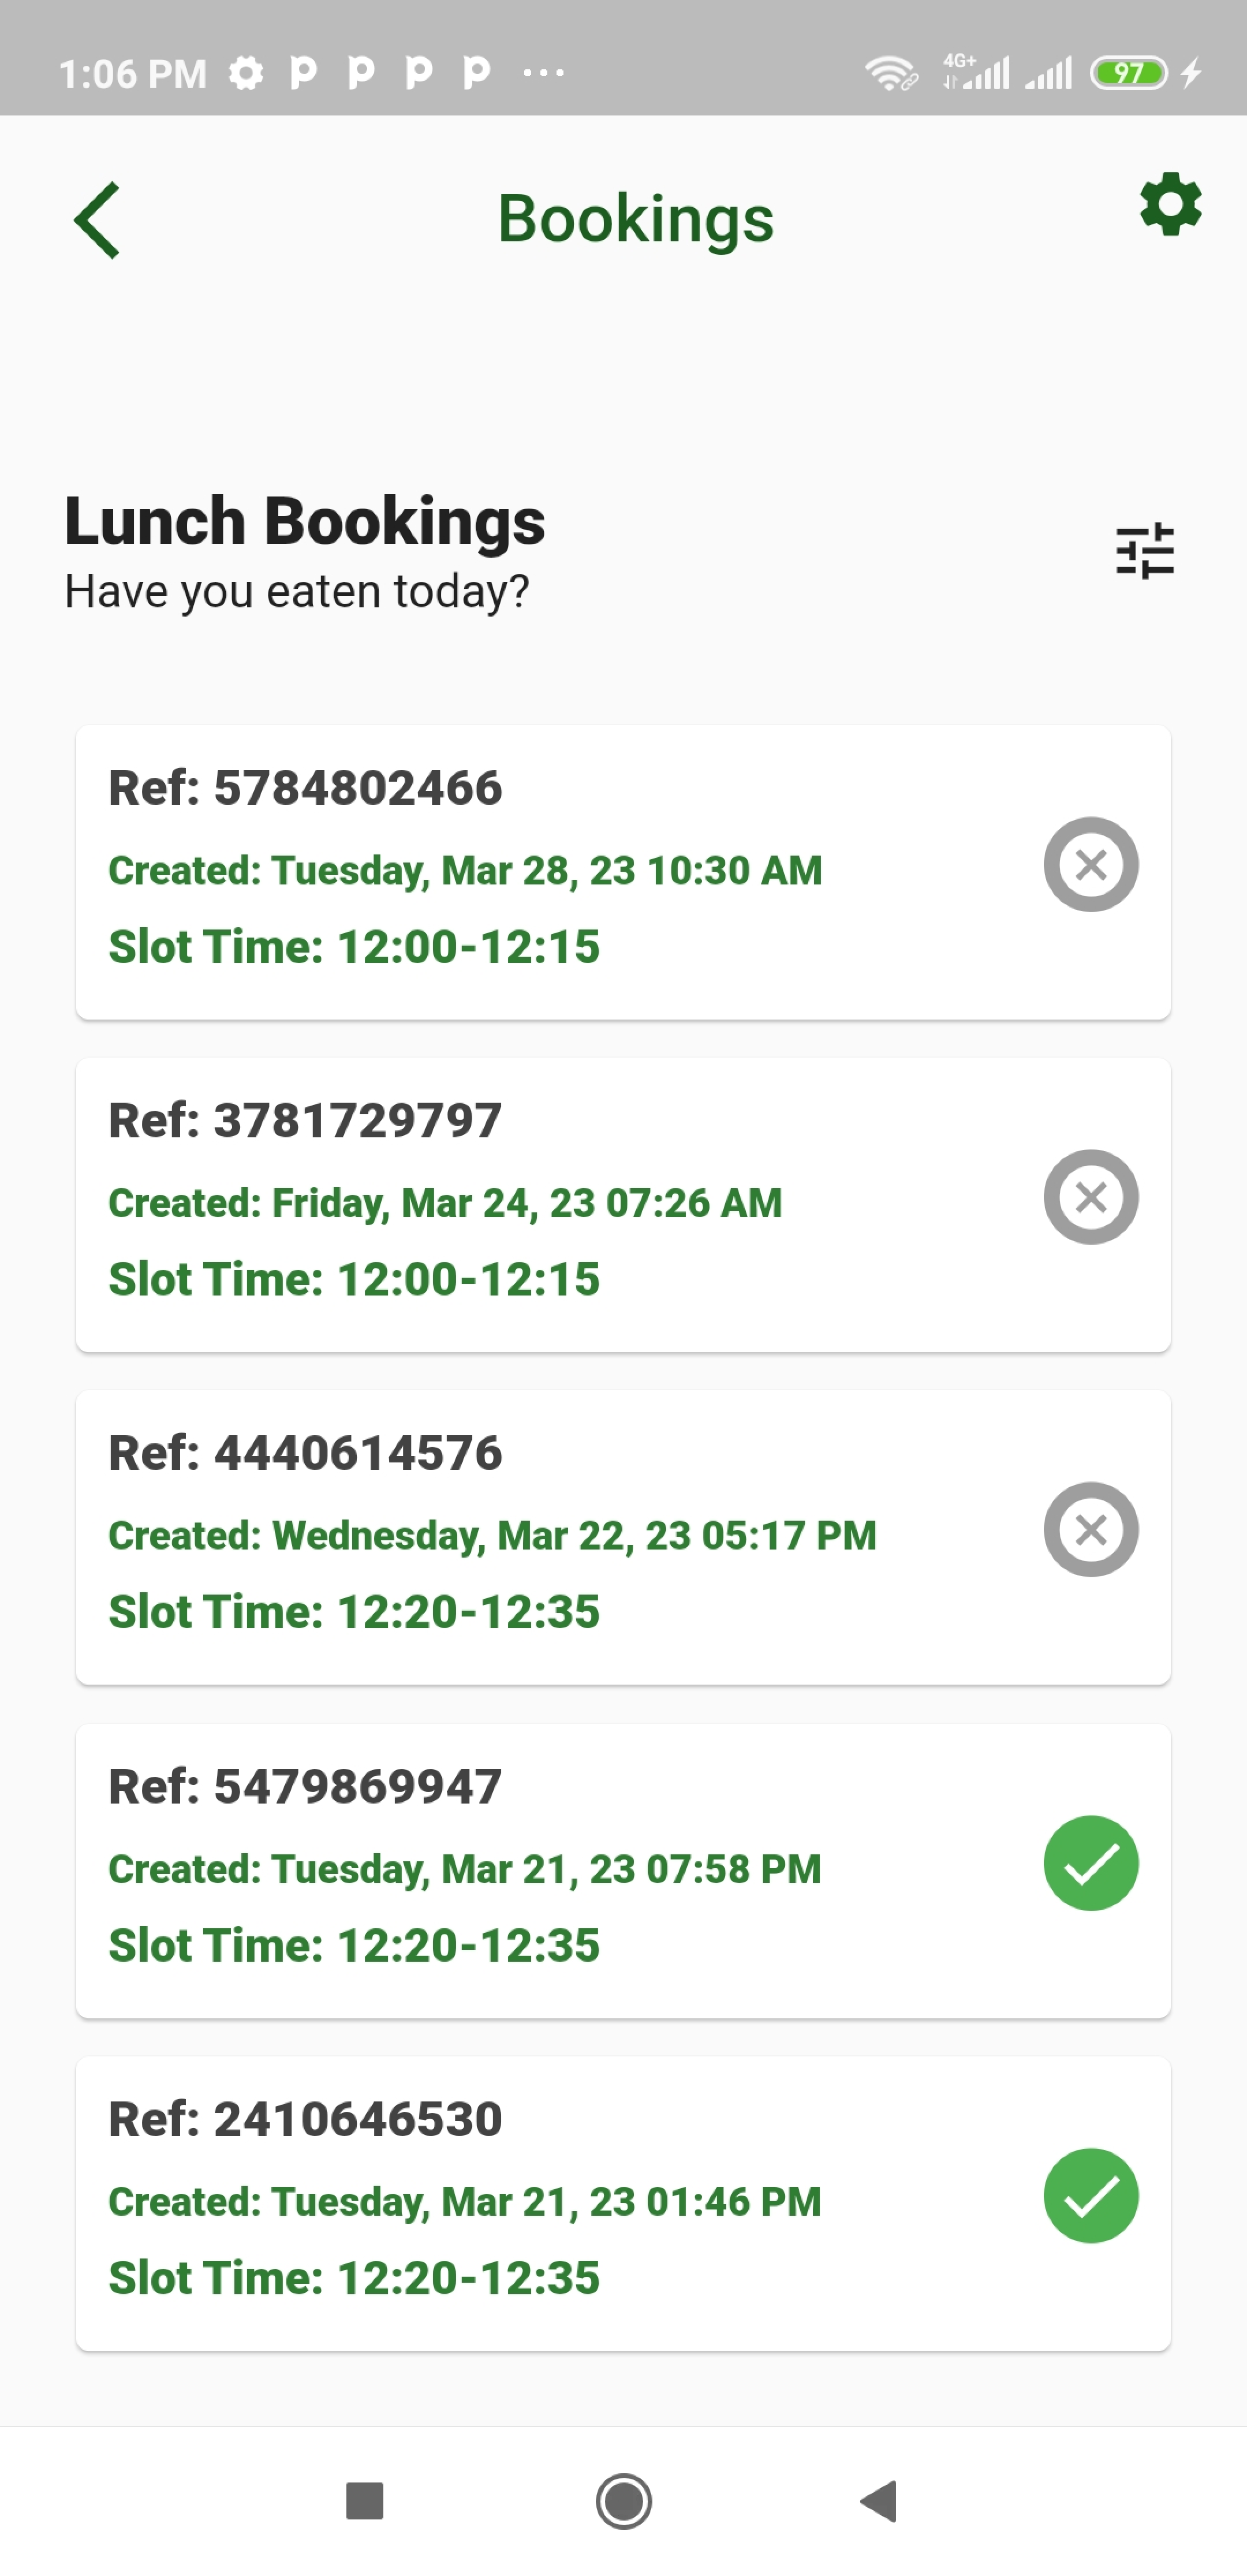 1:06 PM
4G+
97
Bookings
Lunch Bookings
Have you eaten today?
Ref: 5784802466
Created: Tuesday, Mar 28, 23 10:30 AM
Slot Time: 12:00-12:15
Ref: 3781729797
Created: Friday, Mar 24, 23 07:26 AM
Slot Time: 12:00-12:15
Ref: 4440614576
Created: Wednesday, Mar 22, 23 05:17 PM
Slot Time: 12:20-12:35
Ref: 5479869947
Created: Tuesday, Mar 21, 23 07:58 PM
Slot Time: 12:20-12:35
Ref: 2410646530
Created: Tuesday, Mar 21, 23 01:46 PM
Slot Time: 12:20-12:35